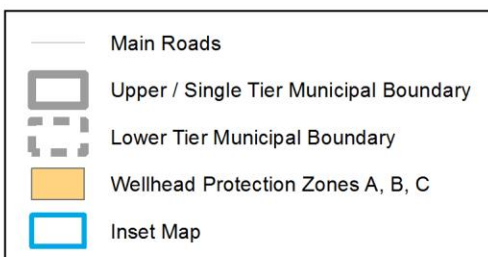 Main Roads
Upper / Single Tier Municipal Boundary
Lower Tier Municipal Boundary
Wellhead Protection Zones A, B, C
Inset Map